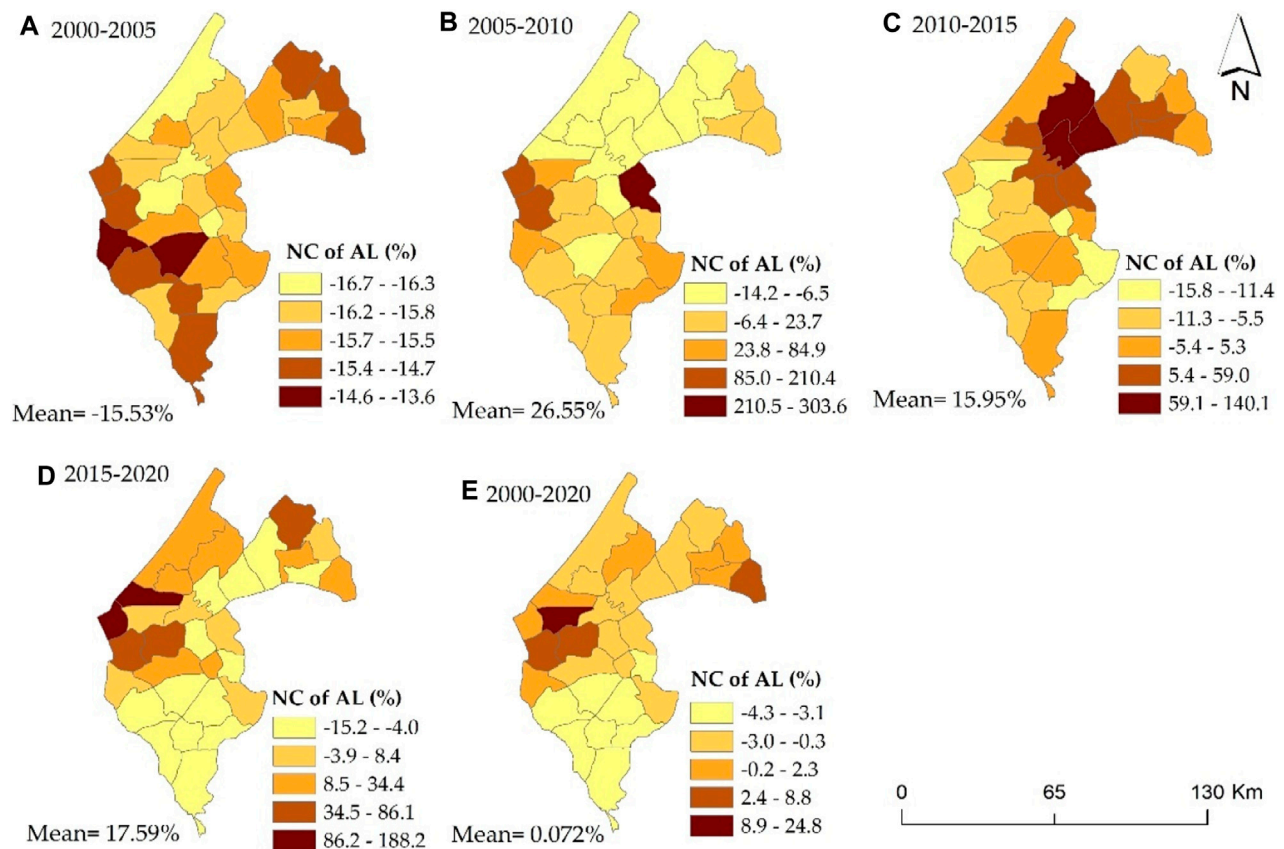 A 2000-2005
NC of AL (%)
-16.7 - -16.3
-16.2 - -15.8
-15.7 - -15.5
-15.4 - -14.7
-14.6 - -13.6
Mean= -15.53%
B 2005-2010
NC of AL (%)
-14.2 - -6.5
-6.4 - 23.7
23.8 - 84.9
85.0 - 210.4
210.5 - 303.6
Mean= 26.55%
C 2010-2015
N
NC of AL (%)
-15.8 - -11.4
-11.3 - -5.5
-5.4 - 5.3
5.4 - 59.0
59.1 - 140.1
Mean= 15.95%
D 2015-2020
NC of AL (%)
-15.2 - -4.0
-3.9 - 8.4
8.5 - 34.4
34.5 - 86.1
86.2 - 188.2
Mean= 17.59%
E 2000-2020
NC of AL (%)
-4.3 - -3.1
-3.0 - -0.3
-0.2 - 2.3
2.4 - 8.8
8.9 - 24.8
Mean= 0.072%
0 65 130 Km